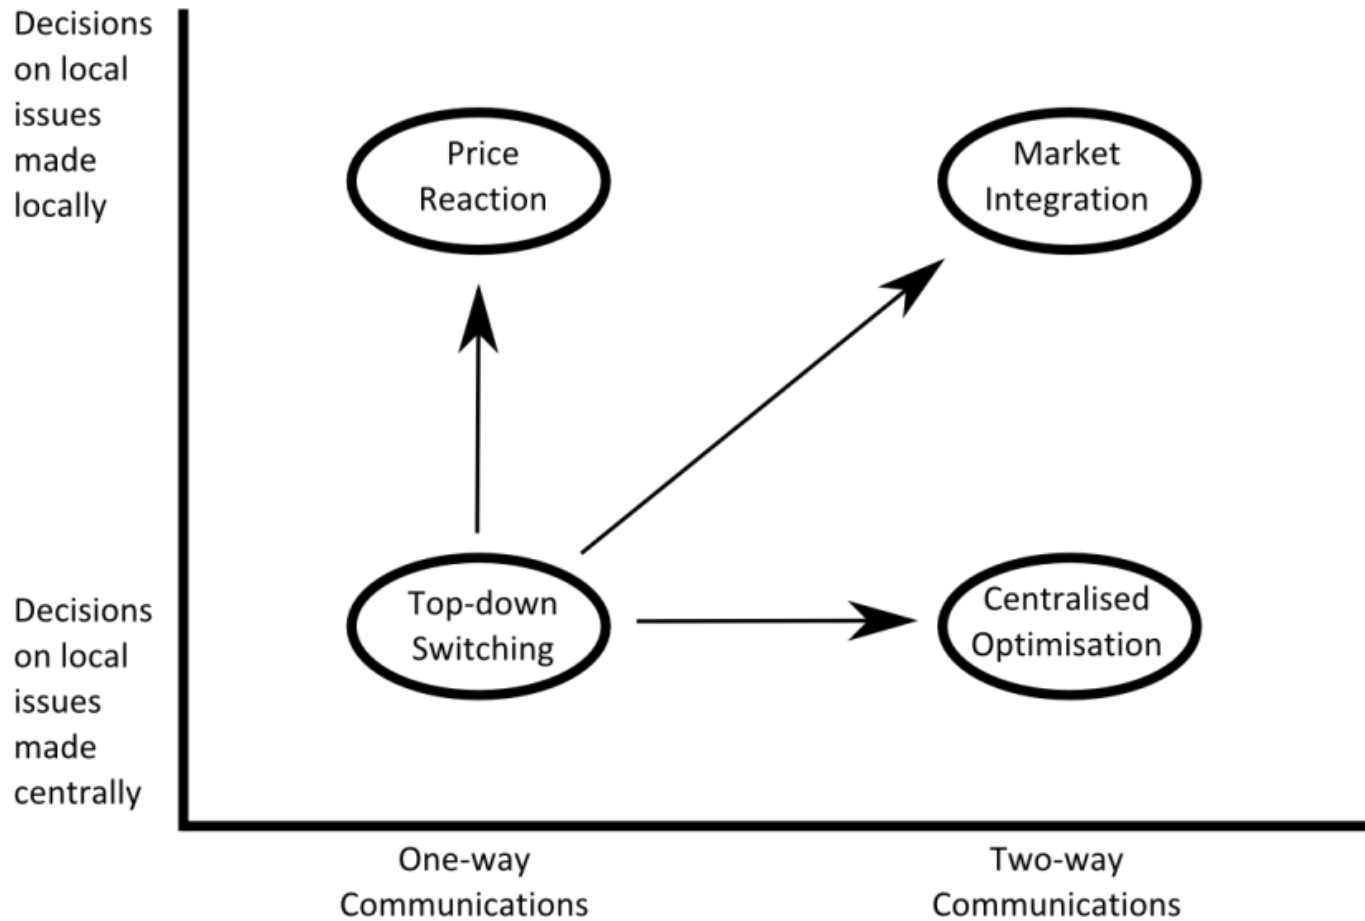 Decisions
on local
issues
made
locally
Price
Reaction
Market
Integration
Decisions
on local
issues
made
centrally
Top-down
Switching
Centralised
Optimisation
One-way
Communications
Two-way
Communications